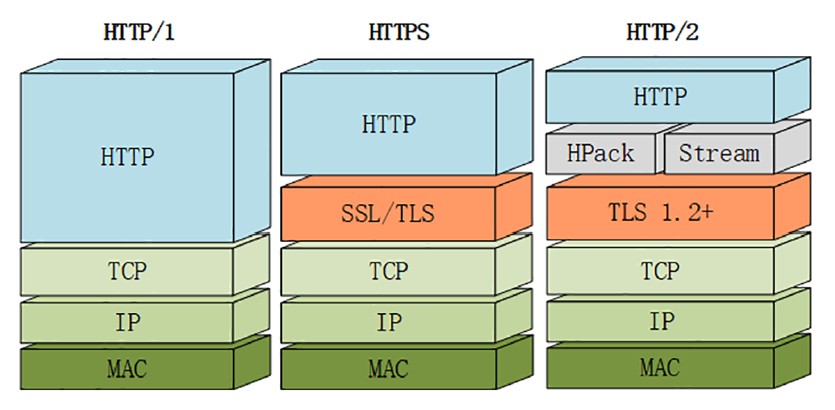 HTTP/1
HTTPS
HTTP/2
HTTP
TCP
IP
MAC
HTTP
SSL/TLS
TCP
IP
MAC
HTTP
HPack
Stream
TLS 1.2+
TCP
IP
MAC